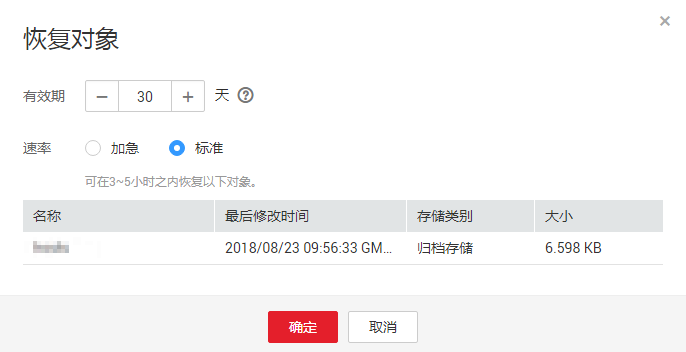 恢复对象
有效期 30 天
速率 加急 标准
可在3~5小时之内恢复以下对象。
名称 最后修改时间 存储类别 大小
2018/08/23 09:56:33 GM... 归档存储 6.598 KB
确定 取消